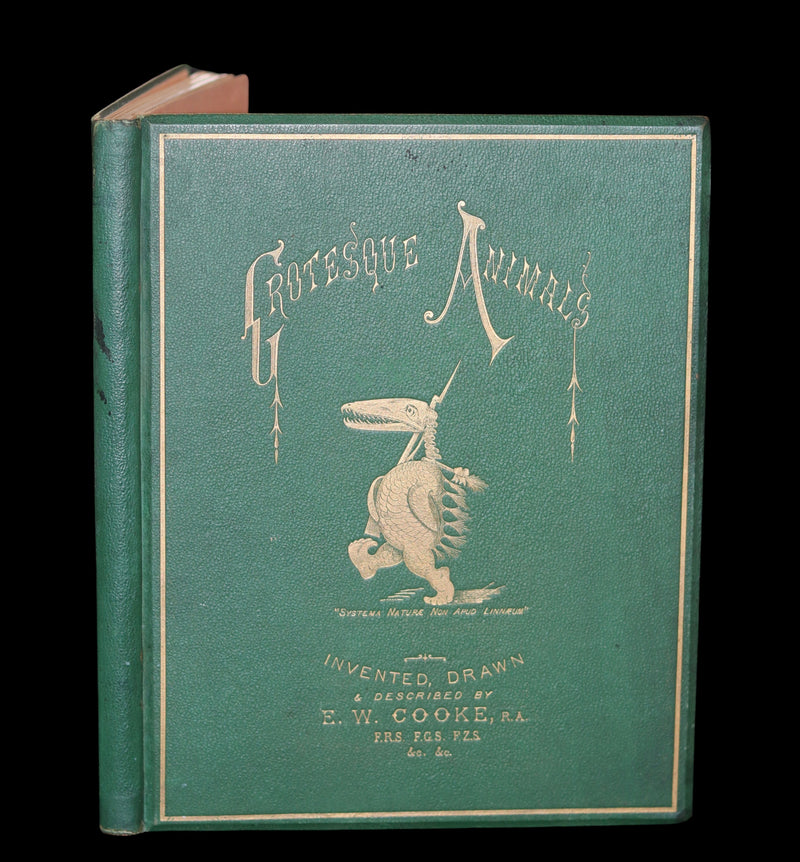 GROTESQUE ANIMALS
"SYSTEMA NATURÆ NON APUD LINNÆUM"
INVENTED, DRAWN
& DESCRIBED BY
E. W. COOKE, R.A.
F.R.S. F.G.S. F.Z.S.
&c. &c.